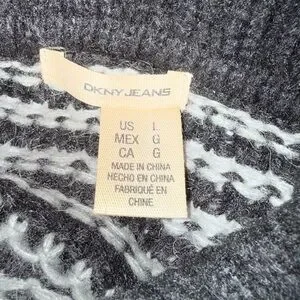 DKNY JEANS
US L
MEX G
CA G
MADE IN CHINA
HECHO EN CHINA
FABRIQUÉ EN
CHINE